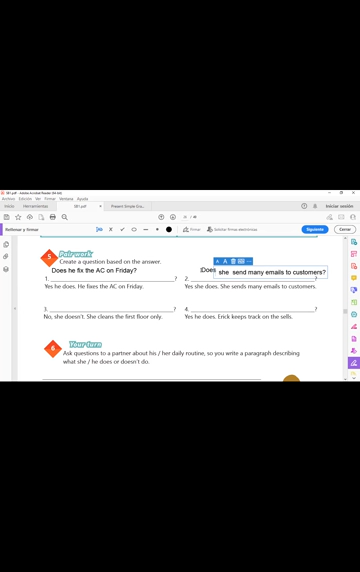 SB1.pdf - Adobe Acrobat Reader (64-bit)
Archivo Edición Ver Firmar Ventana Ayuda
Inicio Herramientas SB1.pdf × Present Simple Gra...
Iniciar sesión
Rellenar y firmar
Firmar
Solicitar firmas electrónicas
Siguiente
Cerrar
5 Pair work
Create a question based on the answer.
Does he fix the AC on Friday?
Does she send many emails to customers?
1. ?
2. ?
Yes he does. He fixes the AC on Friday.
Yes she does. She sends many emails to customers.
3. ?
4. ?
No, she doesn't. She cleans the first floor only.
Yes he does. Erick keeps track on the sells.
6. Your turn
Ask questions to a partner about his / her daily routine, so you write a paragraph describing
what she / he does or doesn't do.